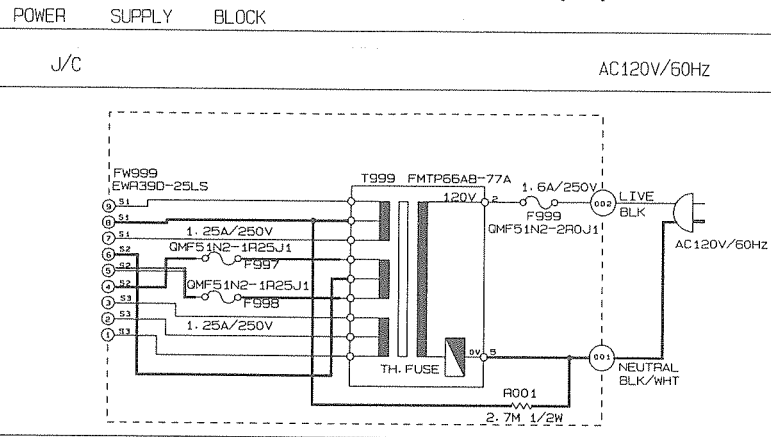 POWER SUPPLY BLOCK
J/C
AC120V/60Hz
FW999
EWR39D-25LS
T999 FMTP66AB-77A
120V
2
1.6A/250V
F999
QMF51N2-2R0J1
002
LIVE
BLK
AC120V/60Hz
9 S1
8 S1
7 S1
6 S2
5 S2
4 S2
3 S3
2 S3
1 S3
1.25A/250V
QMF51N2-1R25J1
F997
QMF51N2-1R25J1
F998
1.25A/250V
TH.FUSE
0V
5
001
NEUTRAL
BLK/WHT
R001
2.7M 1/2W